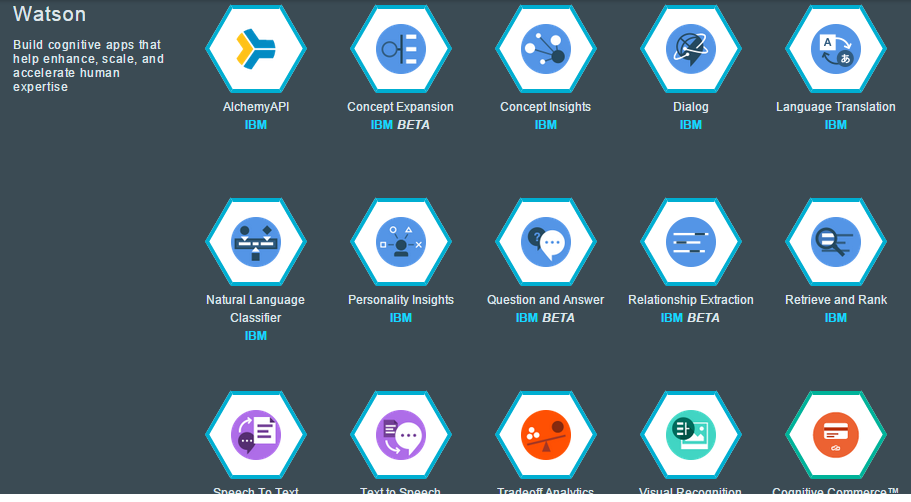 Watson
Build cognitive apps that
help enhance, scale, and
accelerate human
expertise
AlchemyAPI
IBM
Concept Expansion
IBM BETA
Concept Insights
IBM
Dialog
IBM
Language Translation
IBM
A
あ
Natural Language
Classifier
IBM
Personality Insights
IBM
?
Question and Answer
IBM BETA
Relationship Extraction
IBM BETA
Retrieve and Rank
IBM
Speech To Text
Text to Speech
Tradeoff Analytics
Visual Recognition
Cognitive Commerce™